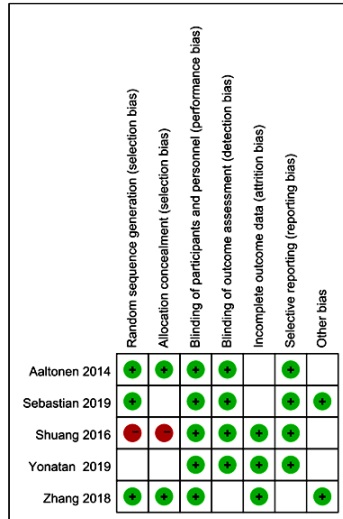 Random sequence generation (selection bias)
Allocation concealment (selection bias)
Blinding of participants and personnel (performance bias)
Blinding of outcome assessment (detection bias)
Incomplete outcome data (attrition bias)
Selective reporting (reporting bias)
Other bias
Aaltonen 2014 + + + + +
Sebastian 2019 + + + + +
Shuang 2016 - - + + + +
Yonatan 2019 + + + +
Zhang 2018 + + + + +